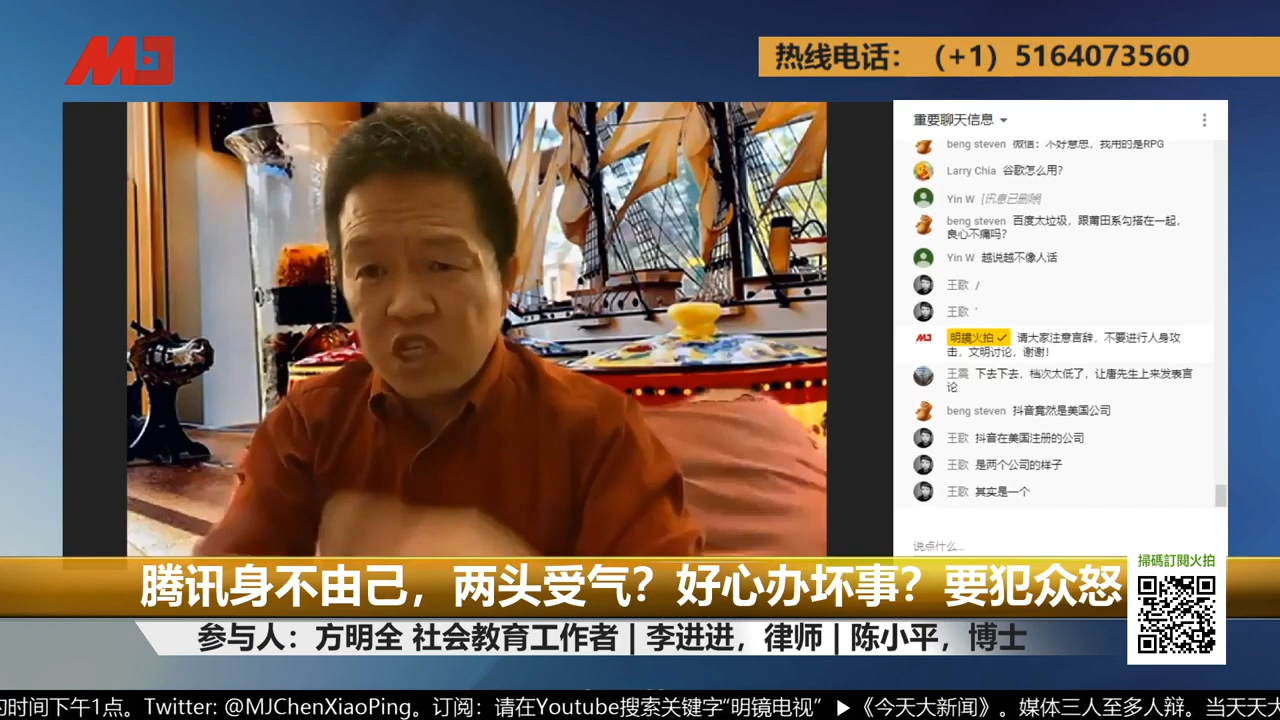 MJ
热线电话：（+1）5164073560
重要聊天信息
beng steven 微信：不好意思，我用的是RPG
Larry Chia 谷歌怎么用？
Yin W [讯息已删除]
beng steven 百度太垃圾，跟莆田系勾搭在一起，
良心不痛吗？
Yin W 越说越不像人话
王歌 /
王歌 '
MJ 明镜火拍 请大家注意言辞，不要进行人身攻
击，文明讨论，谢谢！
王震 下去下去，档次太低了，让唐先生上来发表言
论
beng steven 抖音竟然是美国公司
王歌 抖音在美国注册的公司
王歌 是两个公司的样子
王歌 其实是一个
说点什么...
掃碼訂閱火拍
腾讯身不由己，两头受气？好心办坏事？要犯众怒
参与人：方明全 社会教育工作者 | 李进进，律师 | 陈小平，博士
的时间下午1点。Twitter: @MJChenXiaoPing。订阅：请在Youtube搜索关键字“明镜电视” ▶《今天大新闻》。媒体三人至多人辩。当天天大